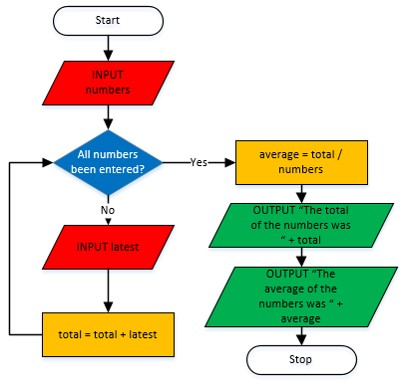 Start
INPUT
numbers
All numbers
been entered?
Yes
No
INPUT latest
total = total + latest
average = total /
numbers
OUTPUT “The total
of the numbers was
“ + total
OUTPUT “The
average of the
numbers was “ +
average
Stop